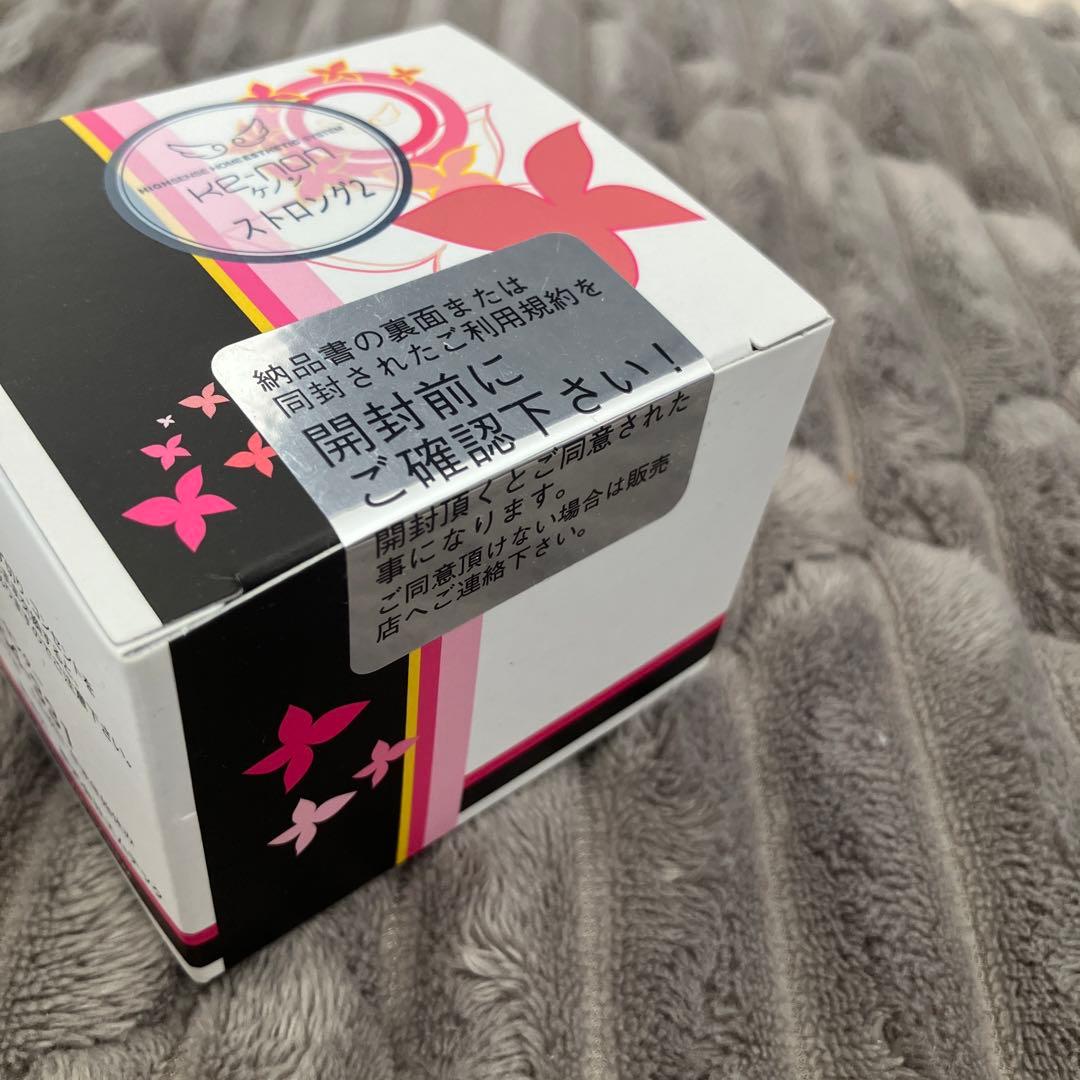 HIGHSENSE HOME ESTHETIC SYSTEM
Ke-non
ケノン
ストロング2
納品書の裏面または
同封されたご利用規約を
開封前に
ご確認下さい！
開封頂くとご同意された
事になります。
ご同意頂けない場合は販売
店へご連絡下さい。